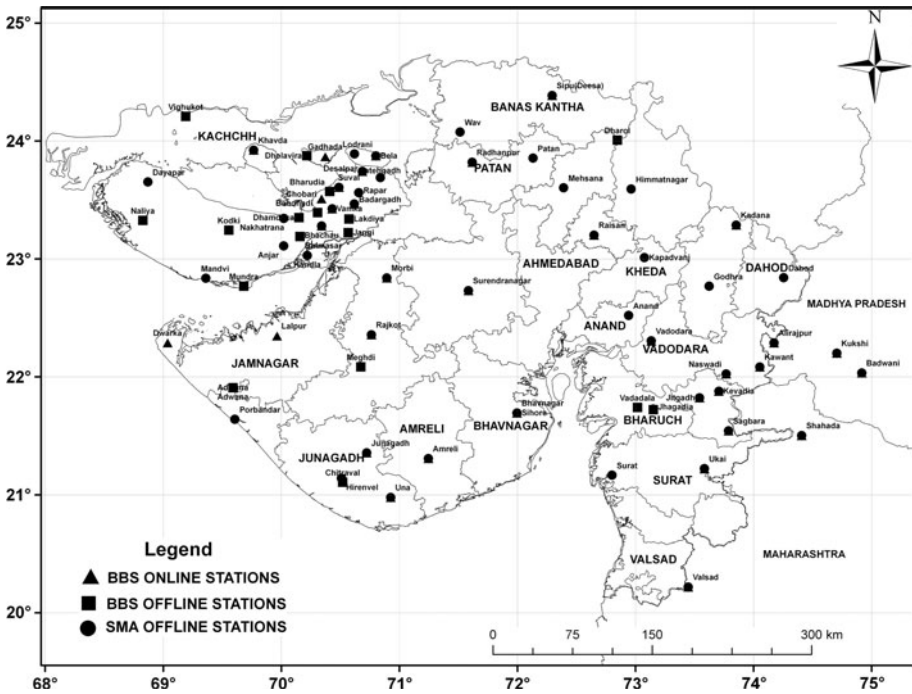 25°
24°
23°
22°
21°
20°
68
69
70
71
72
73
74
75°
N
Sipu(Deesa)
BANAS KANTHA
Vighukot
Wav
Dharoi
KACHCHH
Khavda
Gadhada
Lodrani
Dholavira
Bela
Radhanpur
Patan
PATAN
Dayapar
Suvai
Mehsana
Himmatnagar
Bharudia
Rapar
Chobari
Badargadh
Naliya
Kodki
Nakhatrana
Vamka
Lakdiya
Raisan
Kadana
Bhachau
Jangi
Anjar
Kandla
AHMEDABAD
Kapadvanj
KHEDA
DAHOD
Dahod
Mandvi
Mundra
Morbi
Surendranagar
Godhra
MADHYA PRADESH
Anand
ANAND
Dwarka
Lalpur
Rajkot
Vadodara
VADODARA
Alirajpur
Kukshi
JAMNAGAR
Meghdi
Naswadi
Kawant
Badwani
Adwana
Adwana
Porbandar
Bhavnagar
Sihore
BHAVNAGAR
Vadadala
Jitgadh
Kevadia
Jhagadia
BHARUCH
AMRELI
Sagbara
Shahada
JUNAGADH
Junagadh
Amreli
Chitraval
Hirenvel
Una
Surat
Ukai
SURAT
Legend
BBS ONLINE STATIONS
BBS OFFLINE STATIONS
SMA OFFLINE STATIONS
VALSAD
MAHARASHTRA
Valsad
0 75 150 300 km